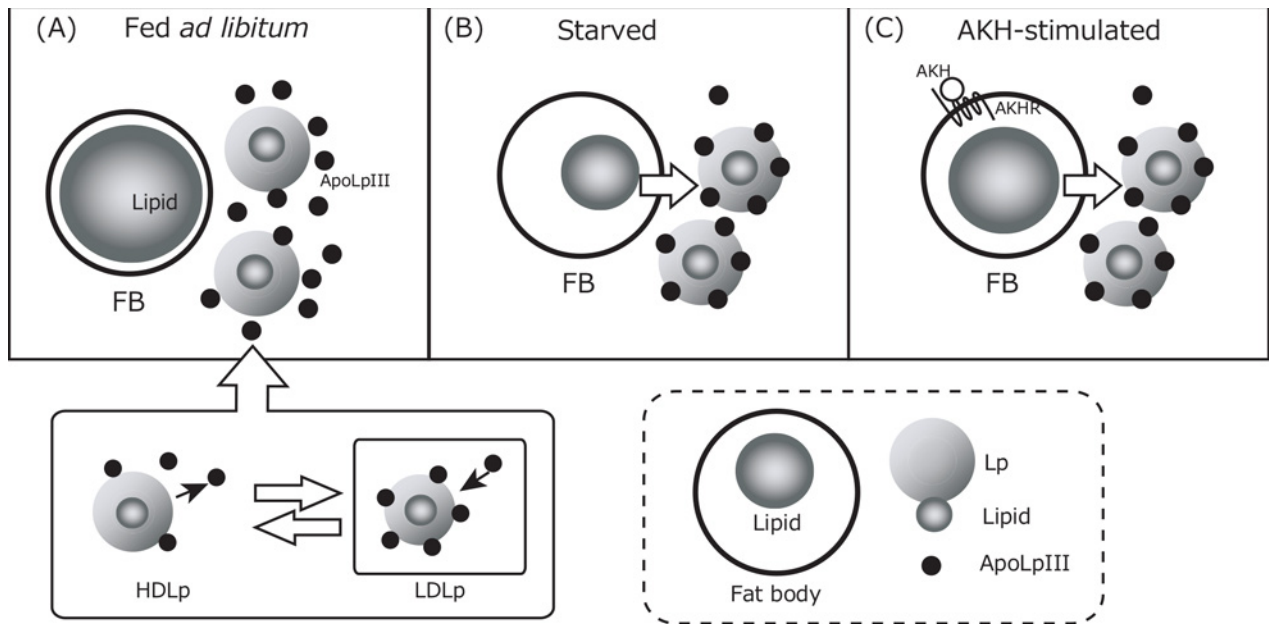 (A) Fed ad libitum
Lipid
ApoLpIII
FB
(B) Starved
FB
(C) AKH-stimulated
AKH
AKHR
FB
HDLp
LDLp
Lipid
Fat body
Lp
Lipid
ApoLpIII